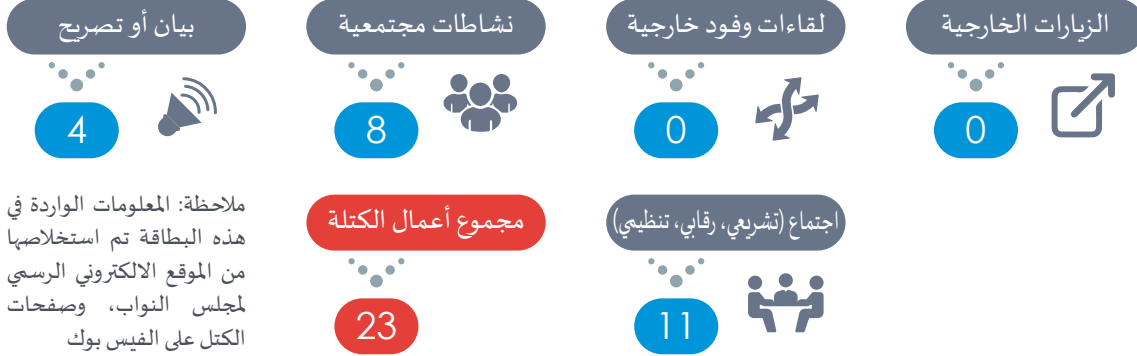 الزيارات الخارجية
0
لقاءات وفود خارجية
0
نشاطات مجتمعية
8
بيان أو تصريح
4
اجتماع (تشريعي، رقابي، تنظيمي)
11
مجموع أعمال الكتلة
23
ملاحظة: المعلومات الواردة في
هذه البطاقة تم استخلاصها
من الموقع الالكتروني الرسمي
لمجلس النواب، وصفحات
الكتل على الفيس بوك